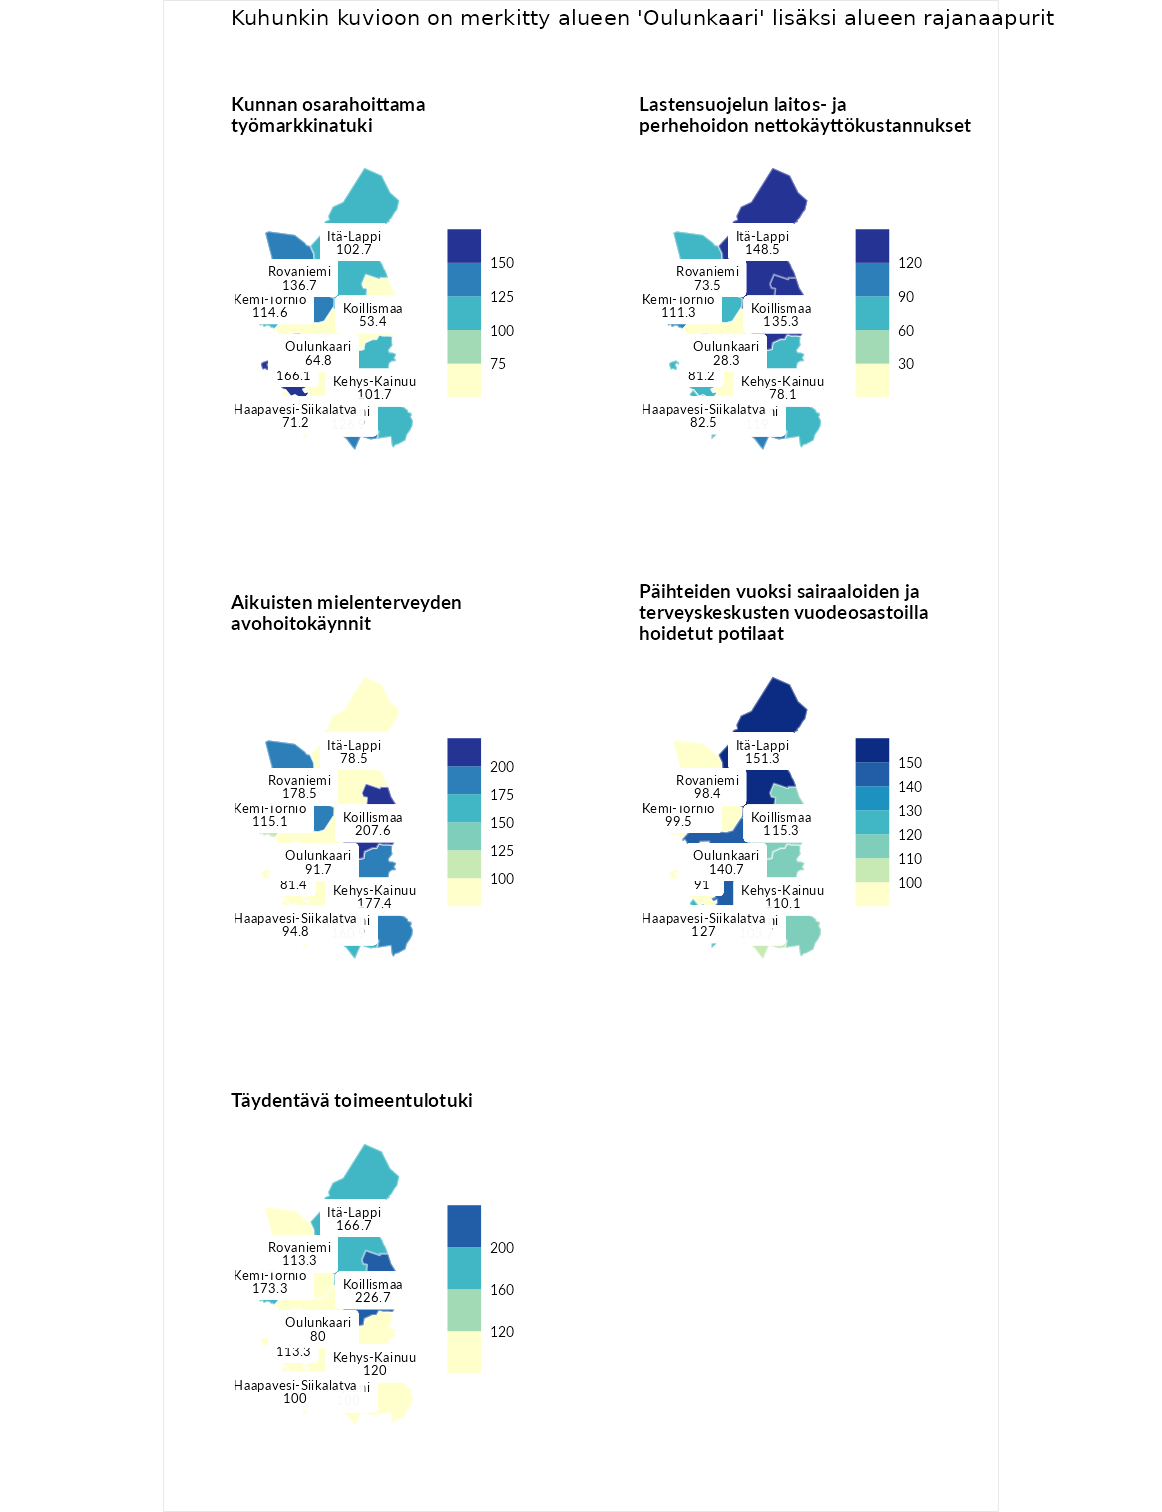 Kuhunkin kuvioon on merkitty alueen 'Oulunkaari' lisäksi alueen rajanaapurit
Kunnan osarahoittama
työmarkkinatuki
Itä-Lappi
102.7
Rovaniemi
136.7
Kemi-Tornio
114.6
Koillismaa
53.4
Oulunkaari
64.8
166.1
Kehys-Kainuu
101.7
Haapavesi-Siikalatva
71.2
150
125
100
75
Lastensuojelun laitos- ja
perhehoidon nettokäyttökustannukset
Itä-Lappi
148.5
Rovaniemi
73.5
Kemi-Tornio
111.3
Koillismaa
135.3
Oulunkaari
28.3
81.2
Kehys-Kainuu
78.1
Haapavesi-Siikalatva
82.5
120
90
60
30
Aikuisten mielenterveyden
avohoitokäynnit
Itä-Lappi
78.5
Rovaniemi
178.5
Kemi-Tornio
115.1
Koillismaa
207.6
Oulunkaari
91.7
81.4
Kehys-Kainuu
177.4
Haapavesi-Siikalatva
94.8
200
175
150
125
100
Päihteiden vuoksi sairaaloiden ja
terveyskeskusten vuodeosastoilla
hoidetut potilaat
Itä-Lappi
151.3
Rovaniemi
98.4
Kemi-Tornio
99.5
Koillismaa
115.3
Oulunkaari
140.7
91
Kehys-Kainuu
110.1
Haapavesi-Siikalatva
127
150
140
130
120
110
100
Täydentävä toimeentulotuki
Itä-Lappi
166.7
Rovaniemi
113.3
Kemi-Tornio
173.3
Koillismaa
226.7
Oulunkaari
80
113.3
Kehys-Kainuu
120
Haapavesi-Siikalatva
100
200
160
120